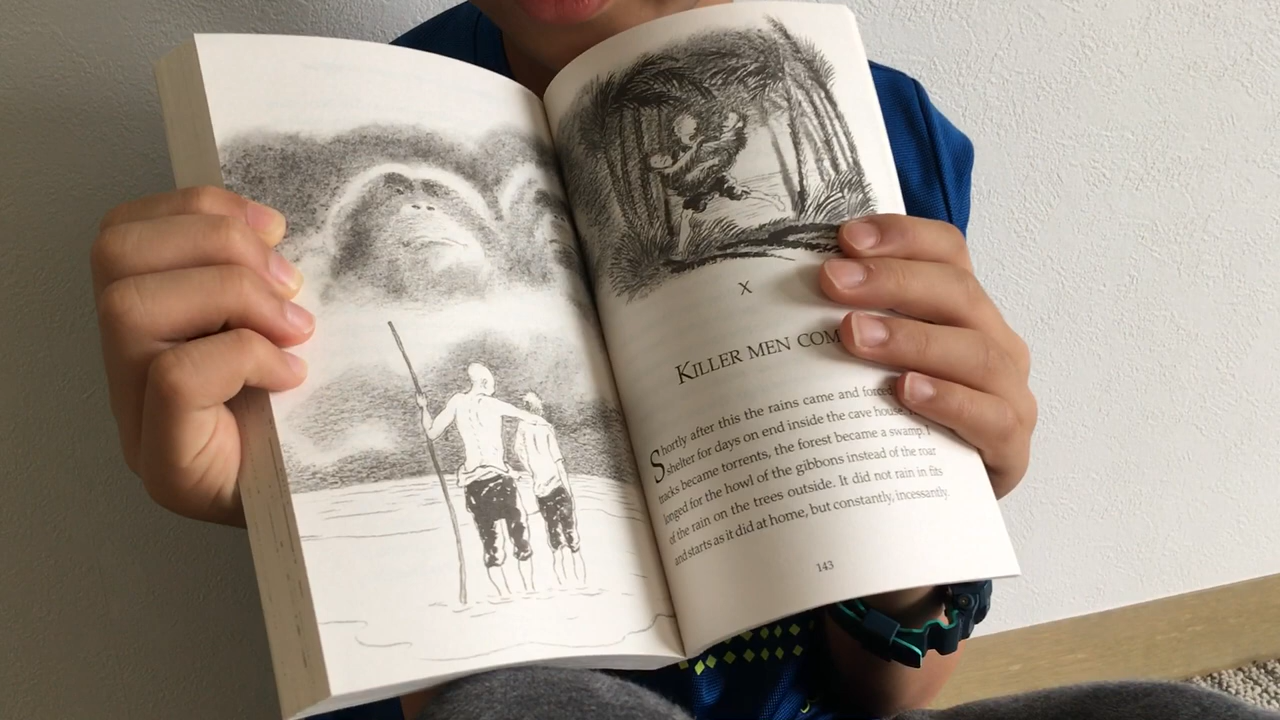 X
KILLER MEN COM
Shortly after this the rains came and forced
shelter for days on end inside the cave house.
tracks became torrents, the forest became a swamp. I
longed for the howl of the gibbons instead of the roar
of the rain on the trees outside. It did not rain in fits
and starts as it did at home, but constantly, incessantly.
143